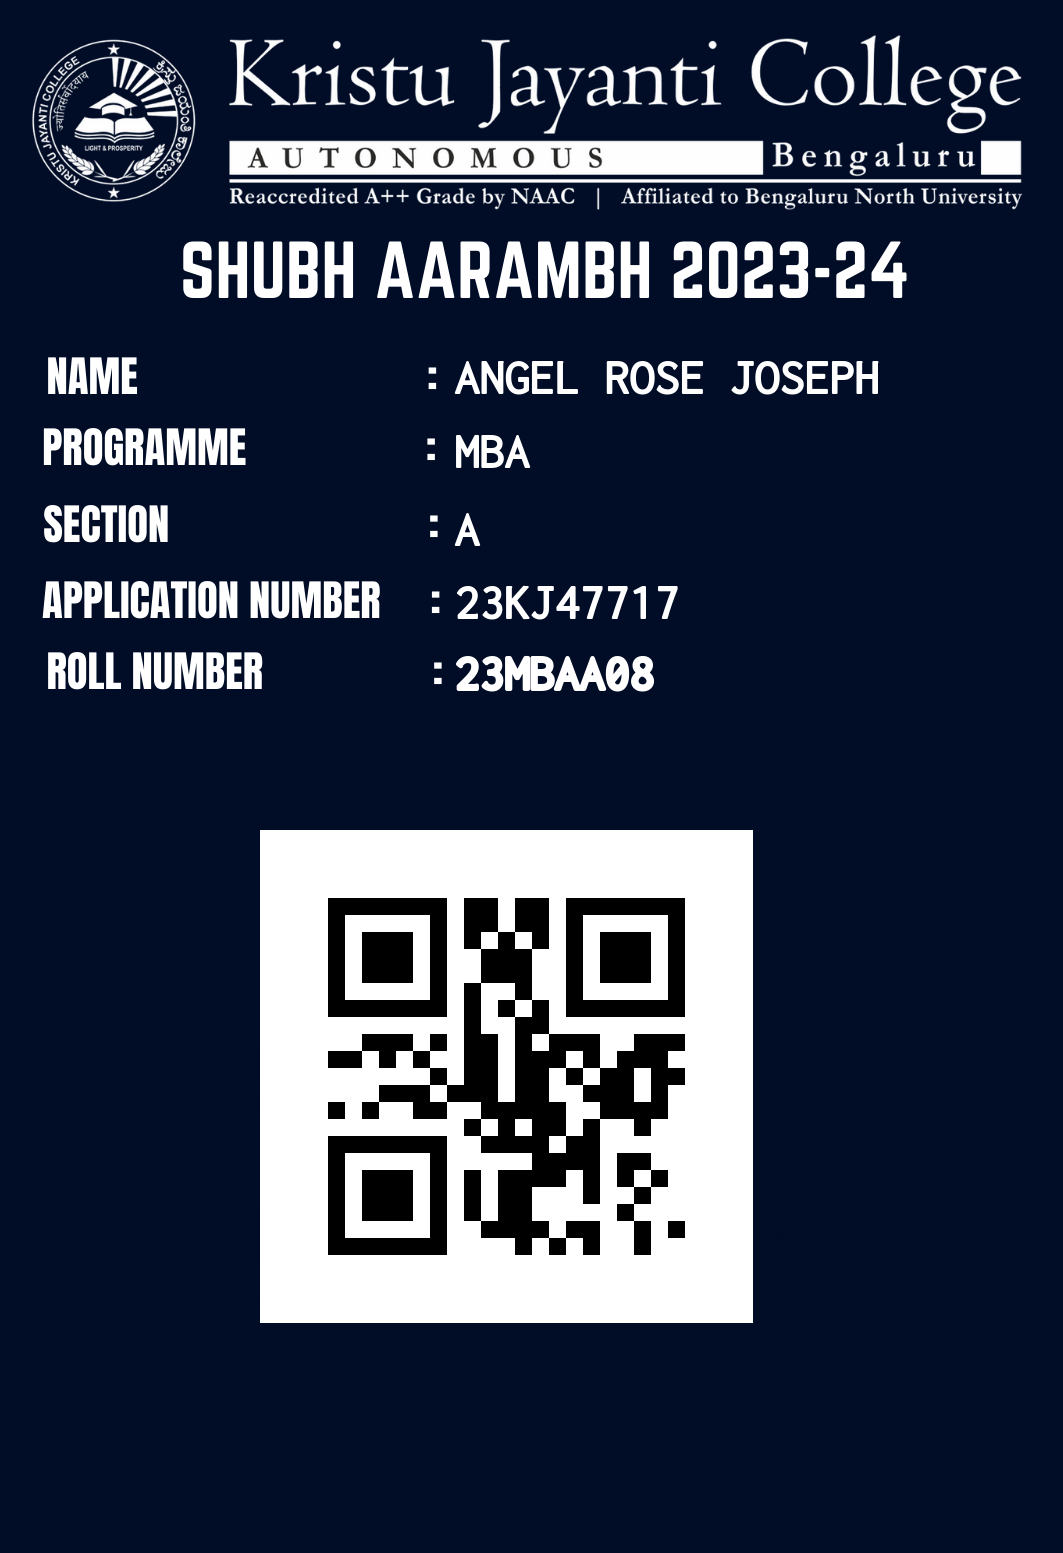 Kristu Jayanti College
AUTONOMOUS Bengaluru
Reaccredited A++ Grade by NAAC | Affiliated to Bengaluru North University
KRISTU JAYANTI COLLEGE
LIGHT & PROSPERITY
SHUBH AARAMBH 2023-24
NAME : ANGEL ROSE JOSEPH
PROGRAMME : MBA
SECTION : A
APPLICATION NUMBER : 23KJ47717
ROLL NUMBER : 23MBAA08